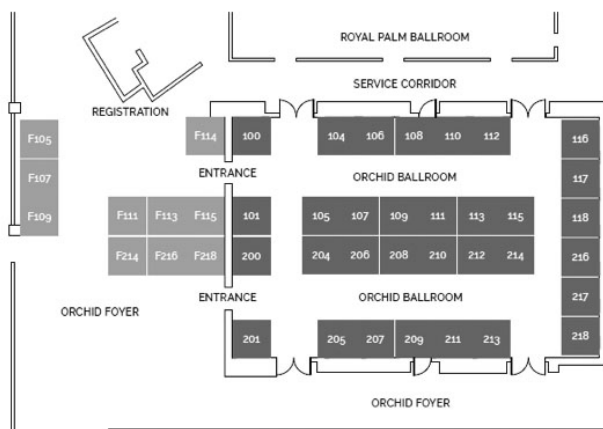 ROYAL PALM BALLROOM
SERVICE CORRIDOR
REGISTRATION
F105
F107
F109
F114 100 104 106 108 110 112 116
ENTRANCE ORCHID BALLROOM 117
F111 F113 F115 101 105 107 109 111 113 115 118
F214 F216 F218 200 204 206 208 210 212 214 216
ENTRANCE ORCHID BALLROOM 217
ORCHID FOYER
201 205 207 209 211 213 218
ORCHID FOYER